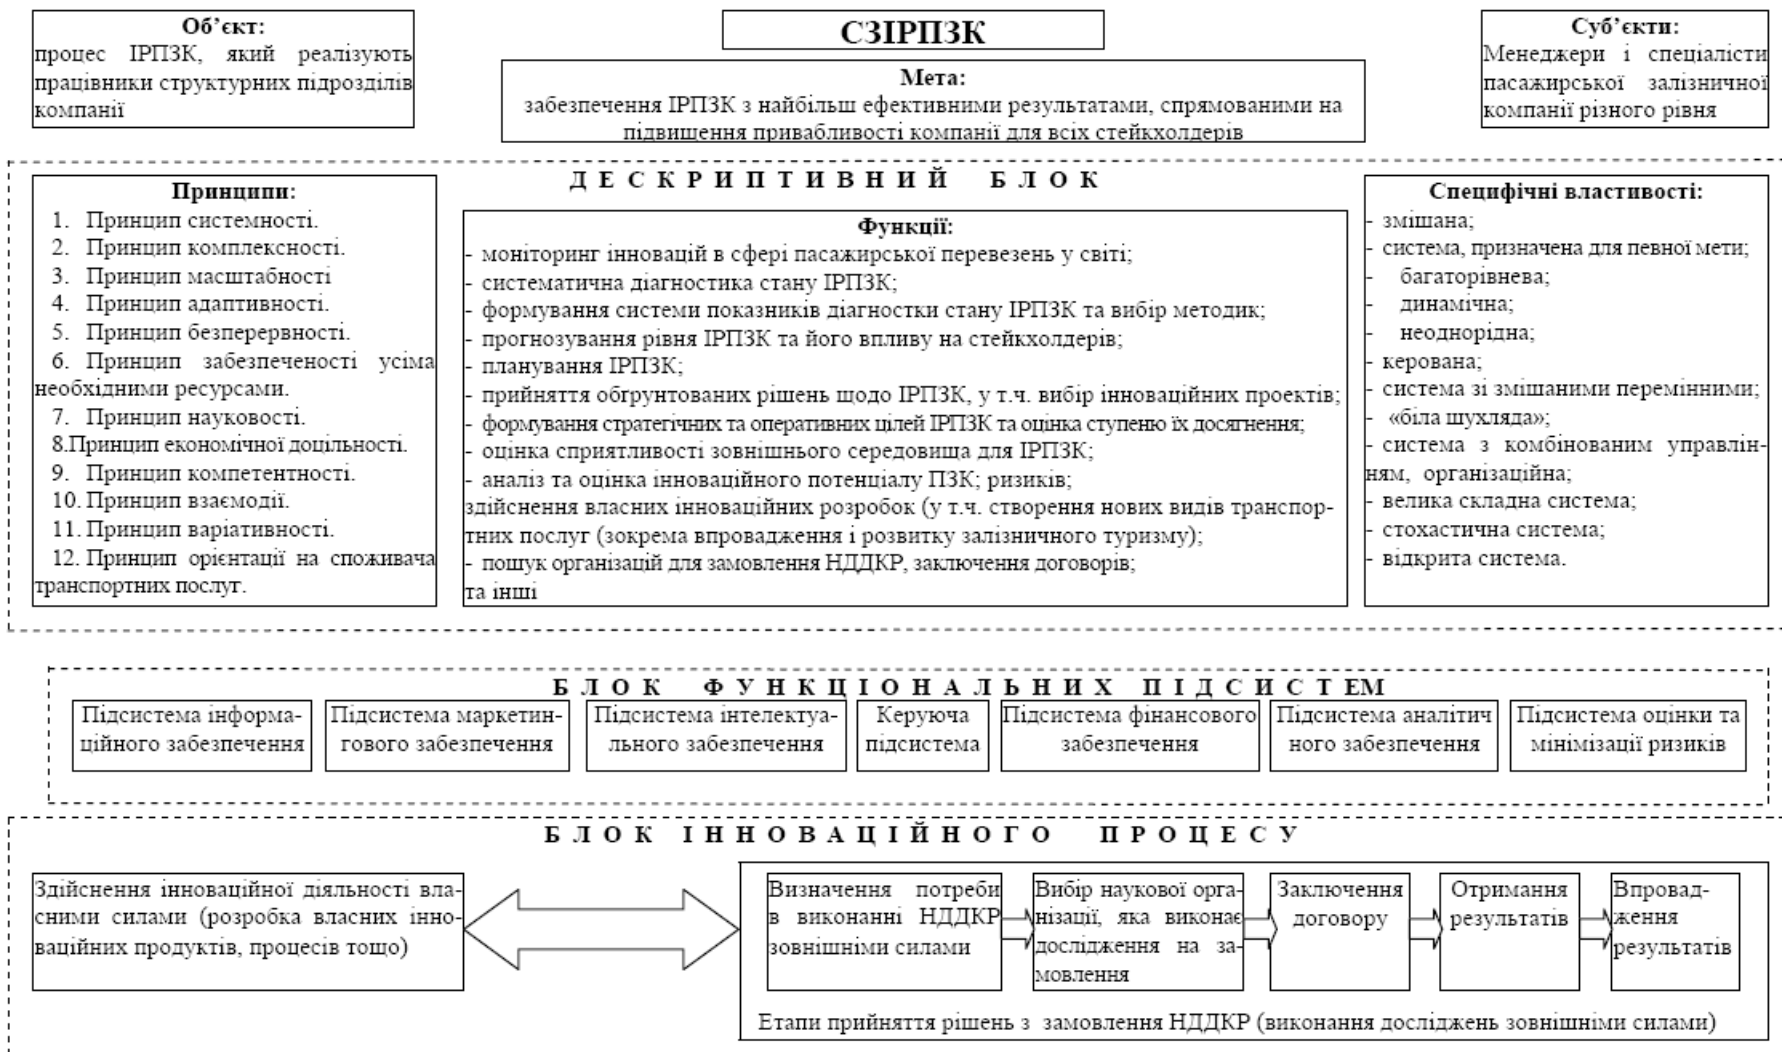 Об’єкт:
процес ІРПЗК, який реалізують
працівники структурних підрозділів
компанії
СЗІРПЗК
Мета:
забезпечення ІРПЗК з найбільш ефективними результатами, спрямованими на
підвищення привабливості компанії для всіх стейкхолдерів
Суб’єкти:
Менеджери і спеціалісти
пасажирської залізничної
компанії різного рівня
ДЕСКРИПТИВНИЙ БЛОК
Принципи:
1. Принцип системності.
2. Принцип комплексності.
3. Принцип масштабності
4. Принцип адаптивності.
5. Принцип безперервності.
6. Принцип забезпеченості усіма
необхідними ресурсами.
7. Принцип науковості.
8.Принцип економічної доцільності.
9. Принцип компетентності.
10. Принцип взаємодії.
11. Принцип варіативності.
12. Принцип орієнтації на споживача
транспортних послуг.
Функції:
- моніторинг інновацій в сфері пасажирської перевезень у світі;
- систематична діагностика стану ІРПЗК;
- формування системи показників діагностки стану ІРПЗК та вибір методик;
- прогнозування рівня ІРПЗК та його впливу на стейкхолдерів;
- планування ІРПЗК;
- прийняття обґрунтованих рішень щодо ІРПЗК, у т.ч. вибір інноваційних проектів;
- формування стратегічних та оперативних цілей ІРПЗК та оцінка ступеню їх досягнення;
- оцінка сприятливості зовнішнього середовища для ІРПЗК;
- аналіз та оцінка інноваційного потенціалу ПЗК; ризиків;
здійснення власних інноваційних розробок (у т.ч. створення нових видів транспор-
тних послуг (зокрема впровадження і розвитку залізничного туризму);
- пошук організацій для замовлення НДДКР, заключення договорів;
та інші
Специфічні властивості:
- змішана;
- система, призначена для певної мети;
- багаторівнева;
- динамічна;
- неоднорідна;
- керована;
- система зі змішаними перемінними;
- «біла шухляда»;
- система з комбінованим управлін-
ням, організаційна;
- велика складна система;
- стохастична система;
- відкрита система.
БЛОК ФУНКЦІОНАЛЬНИХ ПІДСИСТЕМ
Підсистема інформа-
ційного забезпечення
Підсистема маркетин-
гового забезпечення
Підсистема інтелектуа-
льного забезпечення
Керуюча
підсистема
Підсистема фінансового
забезпечення
Підсистема аналітич
ного забезпечення
Підсистема оцінки та
мінімізації ризиків
БЛОК ІННОВАЦІЙНОГО ПРОЦЕСУ
Здійснення інноваційної діяльності вла-
сними силами (розробка власних інно-
ваційних продуктів, процесів тощо)
Визначення потреби
в виконанні НДДКР
зовнішніми силами
Вибір наукової орга-
нізації, яка виконає
дослідження на за-
мовлення
Заключення
договору
Отримання
результатів
Впровад-
ження
результатів
Етапи прийняття рішень з замовлення НДДКР (виконання досліджень зовнішніми силами)